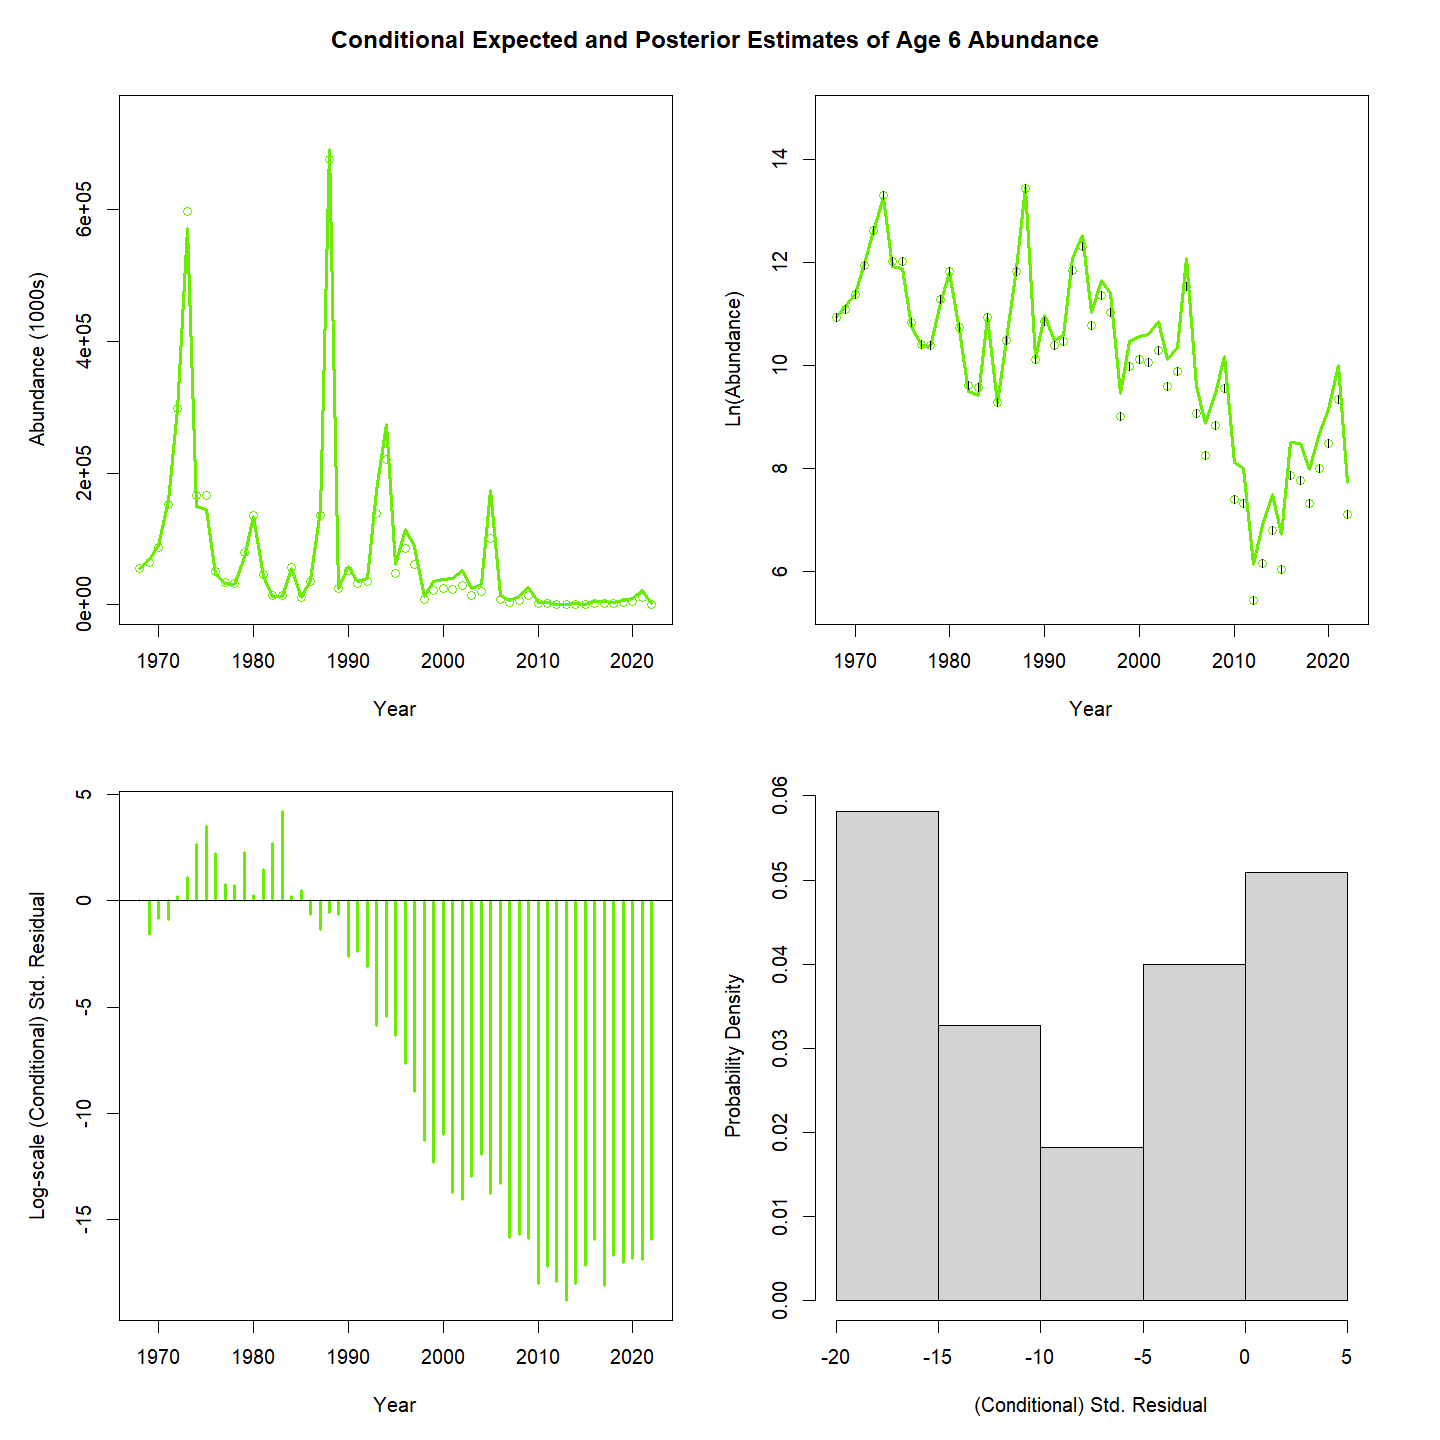 Conditional Expected and Posterior Estimates of Age 6 Abundance
Abundance (1000s)
0e+00 2e+05 4e+05 6e+05
1970 1980 1990 2000 2010 2020
Year
Ln(Abundance)
6 8 10 12 14
1970 1980 1990 2000 2010 2020
Year
Log-scale (Conditional) Std. Residual
-15 -10 -5 0 5
1970 1980 1990 2000 2010 2020
Year
Probability Density
0.00 0.01 0.02 0.03 0.04 0.05 0.06
-20 -15 -10 -5 0 5
(Conditional) Std. Residual